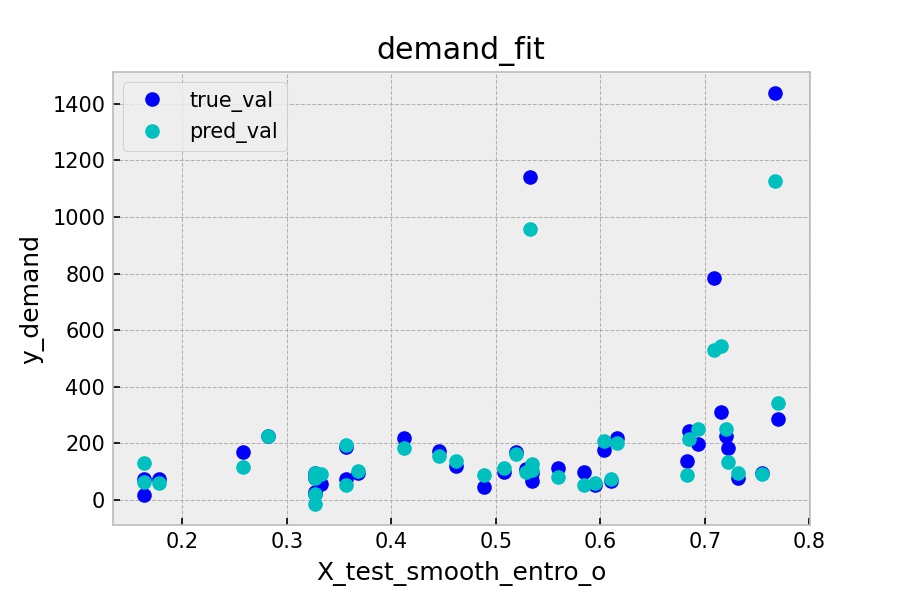 demand_fit
true_val
pred_val
y_demand
1400
1200
1000
800
600
400
200
0
0.2 0.3 0.4 0.5 0.6 0.7 0.8
X_test_smooth_entro_o